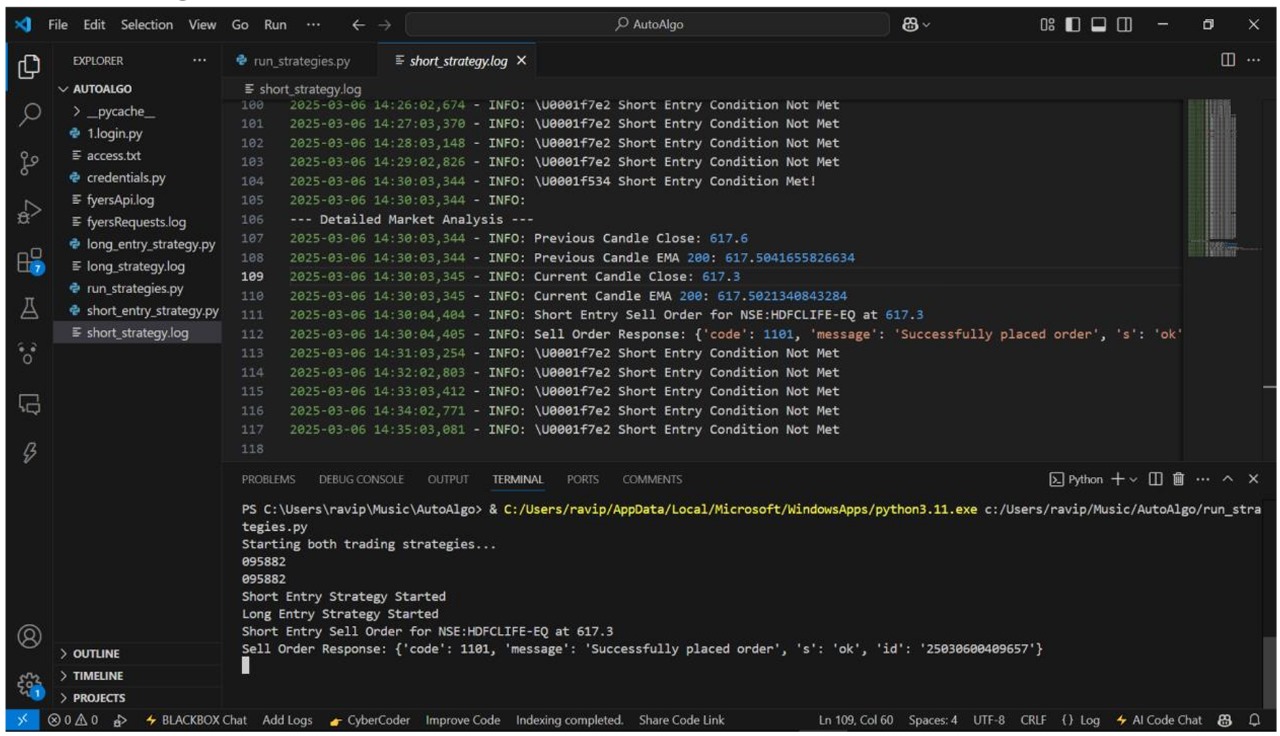 File Edit Selection View Go Run ··· AutoAlgo
EXPLORER ···
AUTOALGO
__pycache__
1.login.py
access.txt
credentials.py
fyersApi.log
fyersRequests.log
long_entry_strategy.py
long_strategy.log
run_strategies.py
short_entry_strategy.py
short_strategy.log
OUTLINE
TIMELINE
PROJECTS
7
1
run_strategies.py short_strategy.log
short_strategy.log
100 2025-03-06 14:26:02,674 - INFO: \U0001f7e2 Short Entry Condition Not Met
101 2025-03-06 14:27:03,370 - INFO: \U0001f7e2 Short Entry Condition Not Met
102 2025-03-06 14:28:03,148 - INFO: \U0001f7e2 Short Entry Condition Not Met
103 2025-03-06 14:29:02,826 - INFO: \U0001f7e2 Short Entry Condition Not Met
104 2025-03-06 14:30:03,344 - INFO: \U0001f534 Short Entry Condition Met!
105 2025-03-06 14:30:03,344 - INFO:
106 --- Detailed Market Analysis ---
107 2025-03-06 14:30:03,344 - INFO: Previous Candle Close: 617.6
108 2025-03-06 14:30:03,344 - INFO: Previous Candle EMA 200: 617.5041655826634
109 2025-03-06 14:30:03,345 - INFO: Current Candle Close: 617.3
110 2025-03-06 14:30:03,345 - INFO: Current Candle EMA 200: 617.5021340843284
111 2025-03-06 14:30:04,404 - INFO: Short Entry Sell Order for NSE:HDFCLIFE-EQ at 617.3
112 2025-03-06 14:30:04,405 - INFO: Sell Order Response: {'code': 1101, 'message': 'Successfully placed order', 's': 'ok'
113 2025-03-06 14:31:03,254 - INFO: \U0001f7e2 Short Entry Condition Not Met
114 2025-03-06 14:32:02,803 - INFO: \U0001f7e2 Short Entry Condition Not Met
115 2025-03-06 14:33:03,412 - INFO: \U0001f7e2 Short Entry Condition Not Met
116 2025-03-06 14:34:02,771 - INFO: \U0001f7e2 Short Entry Condition Not Met
117 2025-03-06 14:35:03,081 - INFO: \U0001f7e2 Short Entry Condition Not Met
118
PROBLEMS DEBUG CONSOLE OUTPUT TERMINAL PORTS COMMENTS Python
PS C:\Users\ravip\Music\AutoAlgo> & C:/Users/ravip/AppData/Local/Microsoft/WindowsApps/python3.11.exe c:/Users/ravip/Music/AutoAlgo/run_stra
tegies.py
Starting both trading strategies...
095882
095882
Short Entry Strategy Started
Long Entry Strategy Started
Short Entry Sell Order for NSE:HDFCLIFE-EQ at 617.3
Sell Order Response: {'code': 1101, 'message': 'Successfully placed order', 's': 'ok', 'id': '25030600409657'}
0 0 BLACKBOX Chat Add Logs CyberCoder Improve Code Indexing completed. Share Code Link Ln 109, Col 60 Spaces: 4 UTF-8 CRLF {} Log AI Code Chat